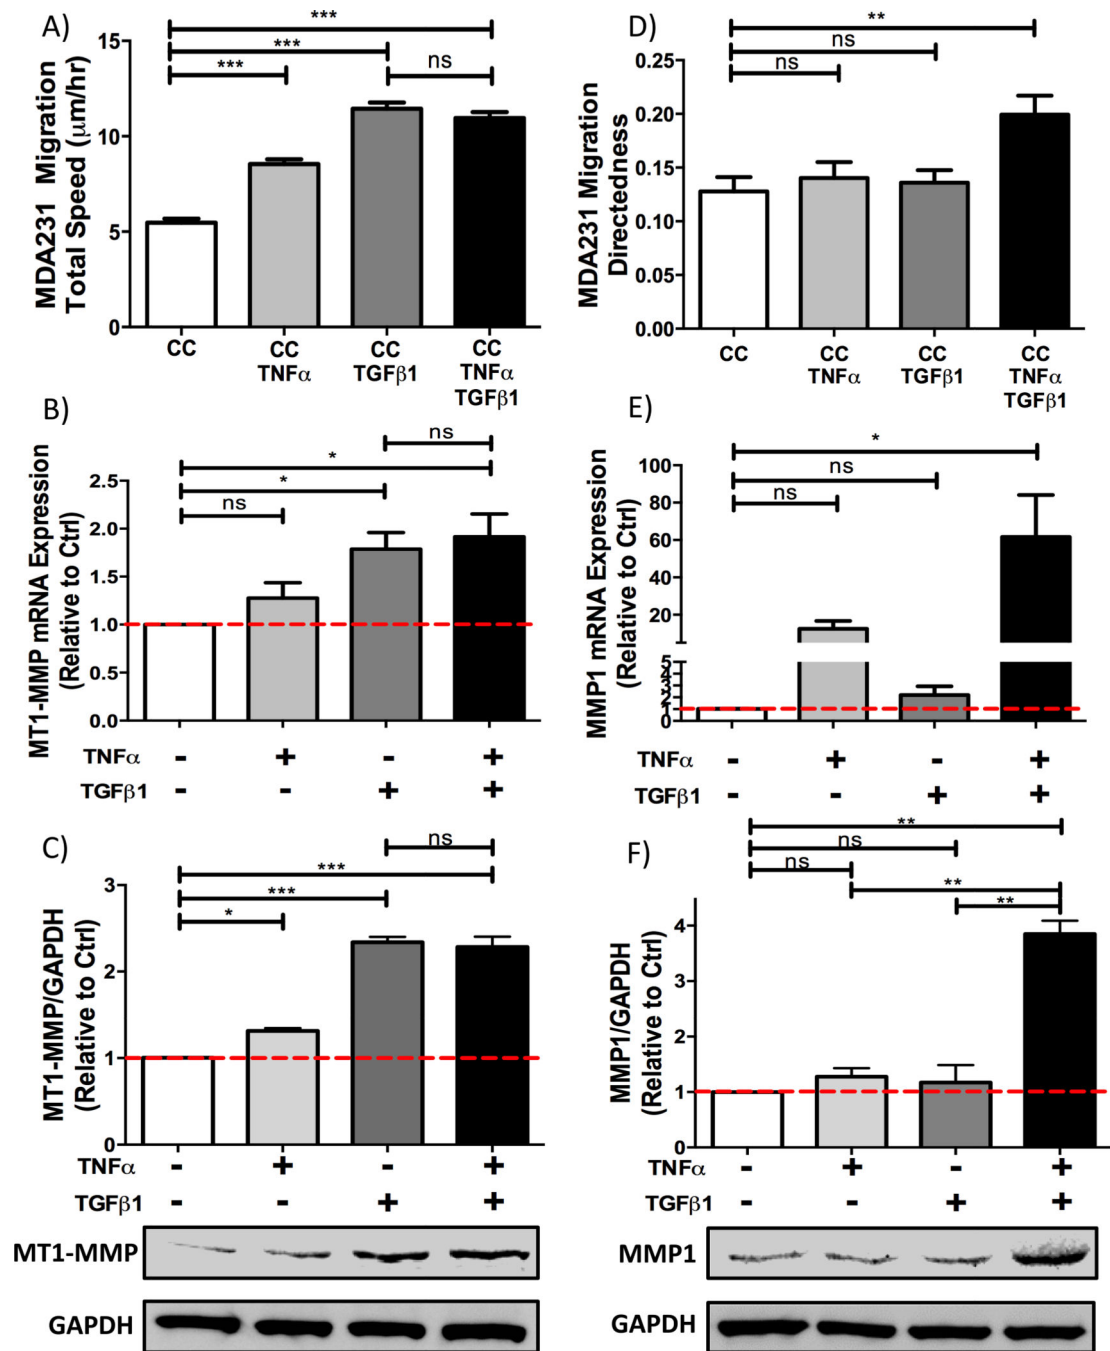 A)
***
***
***
ns
MDA231 Migration
Total Speed (μm/hr)
15
10
5
0
CC
CC
TNFα
CC
TGFβ1
CC
TNFα
TGFβ1
D)
**
ns
ns
MDA231 Migration
Directedness
0.25
0.20
0.15
0.10
0.05
0.00
CC
CC
TNFα
CC
TGFβ1
CC
TNFα
TGFβ1
B)
ns
*
*
ns
MT1-MMP mRNA Expression
(Relative to Ctrl)
2.5
2.0
1.5
1.0
0.5
0.0
TNFα - + - +
TGFβ1 - - + +
E)
*
ns
ns
MMP1 mRNA Expression
(Relative to Ctrl)
100
80
60
40
20
5
4
3
2
1
0
TNFα - + - +
TGFβ1 - - + +
C)
ns
***
***
*
MT1-MMP/GAPDH
(Relative to Ctrl)
3
2
1
0
TNFα - + - +
TGFβ1 - - + +
MT1-MMP
GAPDH
F)
**
ns
ns
**
**
MMP1/GAPDH
(Relative to Ctrl)
4
2
1
0
TNFα - + - +
TGFβ1 - - + +
MMP1
GAPDH